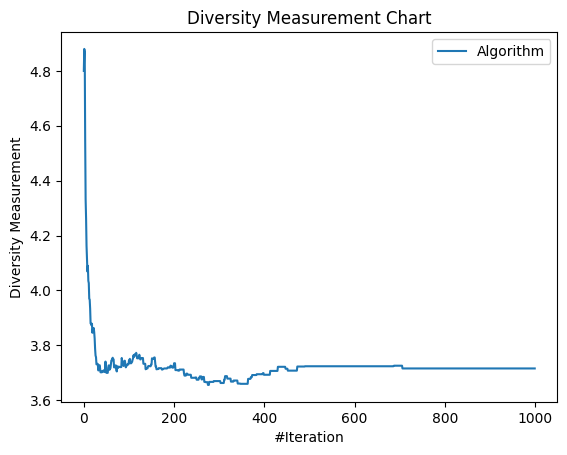 Diversity Measurement Chart
Algorithm
Diversity Measurement
4.8
4.6
4.4
4.2
4.0
3.8
3.6
0 200 400 600 800 1000
#Iteration